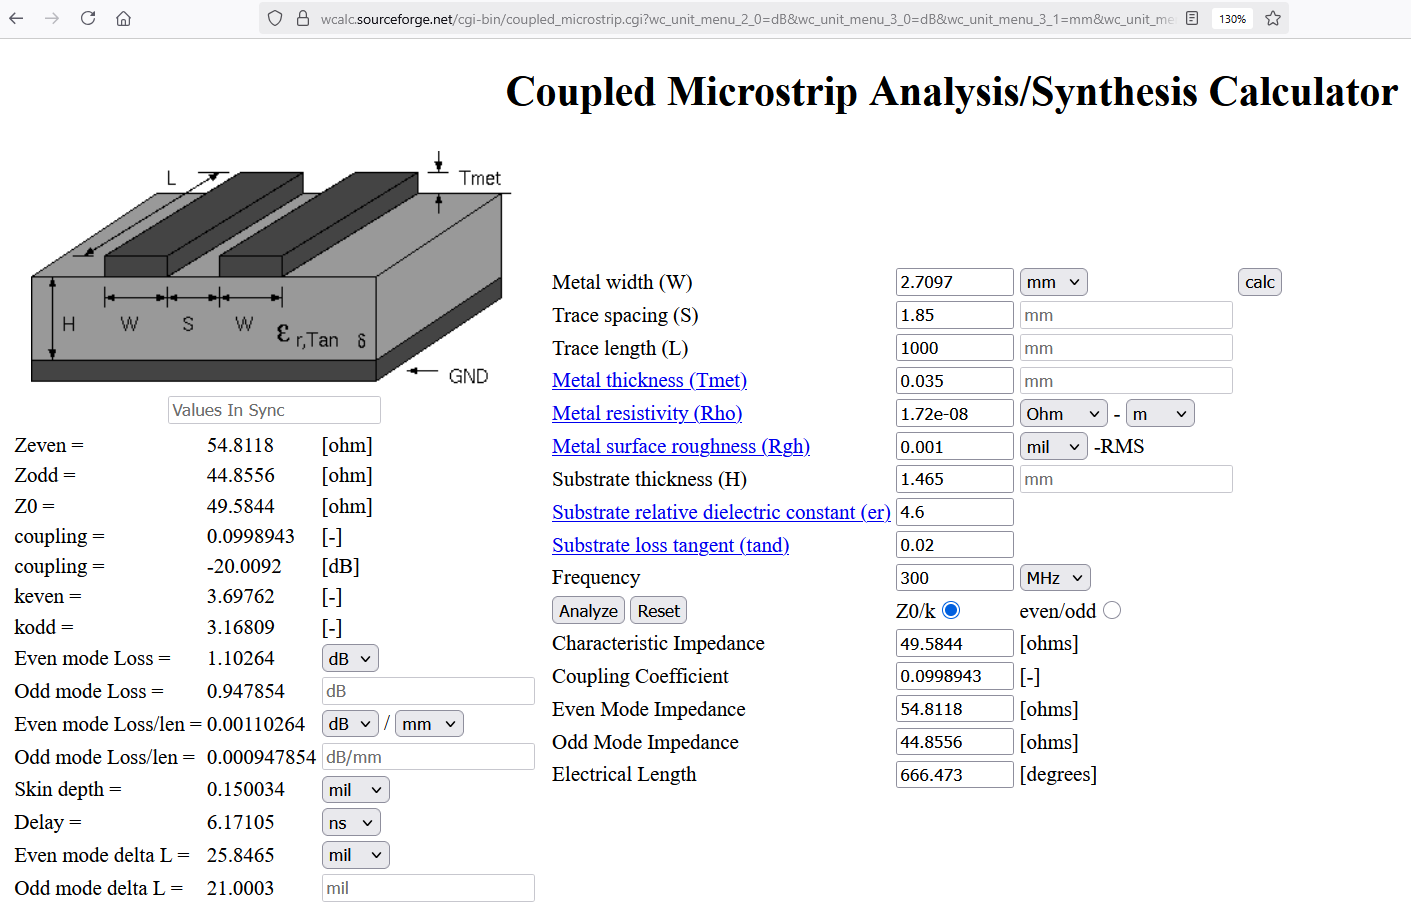 wcalc.sourceforge.net/cgi-bin/coupled_microstrip.cgi?wc_unit_menu_2_0=dB&wc_unit_menu_3_0=dB&wc_unit_menu_3_1=mm&wc_unit_me 130%
Coupled Microstrip Analysis/Synthesis Calculator
L Tmet
H W S W εr,Tan δ
GND
Values In Sync
Zeven = 54.8118 [ohm]
Zodd = 44.8556 [ohm]
Z0 = 49.5844 [ohm]
coupling = 0.0998943 [-]
coupling = -20.0092 [dB]
keven = 3.69762 [-]
kodd = 3.16809 [-]
Even mode Loss = 1.10264 dB
Odd mode Loss = 0.947854 dB
Even mode Loss/len = 0.00110264 dB / mm
Odd mode Loss/len = 0.000947854 dB/mm
Skin depth = 0.150034 mil
Delay = 6.17105 ns
Even mode delta L = 25.8465 mil
Odd mode delta L = 21.0003 mil
Metal width (W) 2.7097 mm calc
Trace spacing (S) 1.85 mm
Trace length (L) 1000 mm
Metal thickness (Tmet) 0.035 mm
Metal resistivity (Rho) 1.72e-08 Ohm - m
Metal surface roughness (Rgh) 0.001 mil -RMS
Substrate thickness (H) 1.465 mm
Substrate relative dielectric constant (er) 4.6
Substrate loss tangent (tand) 0.02
Frequency 300 MHz
Analyze Reset Z0/k even/odd
Characteristic Impedance 49.5844 [ohms]
Coupling Coefficient 0.0998943 [-]
Even Mode Impedance 54.8118 [ohms]
Odd Mode Impedance 44.8556 [ohms]
Electrical Length 666.473 [degrees]